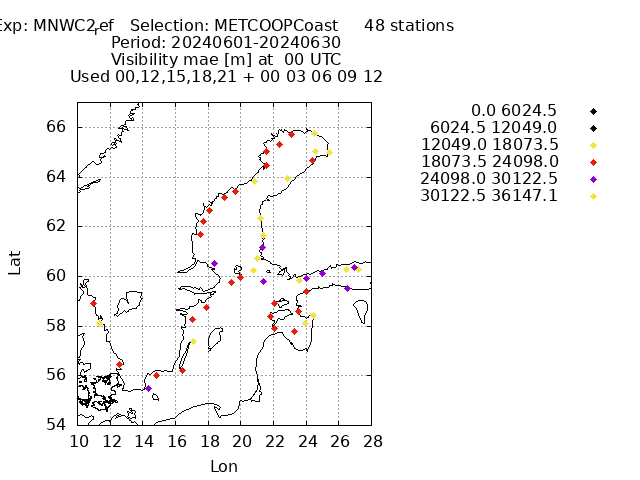 Exp: MNWC2ref Selection: METCOOPCoast 48 stations
Period: 20240601-20240630
Visibility mae [m] at 00 UTC
Used 00,12,15,18,21 + 00 03 06 09 12
0.0 6024.5
6024.5 12049.0
12049.0 18073.5
18073.5 24098.0
24098.0 30122.5
30122.5 36147.1
66
64
62
60
58
56
54
Lat
10 12 14 16 18 20 22 24 26 28
Lon